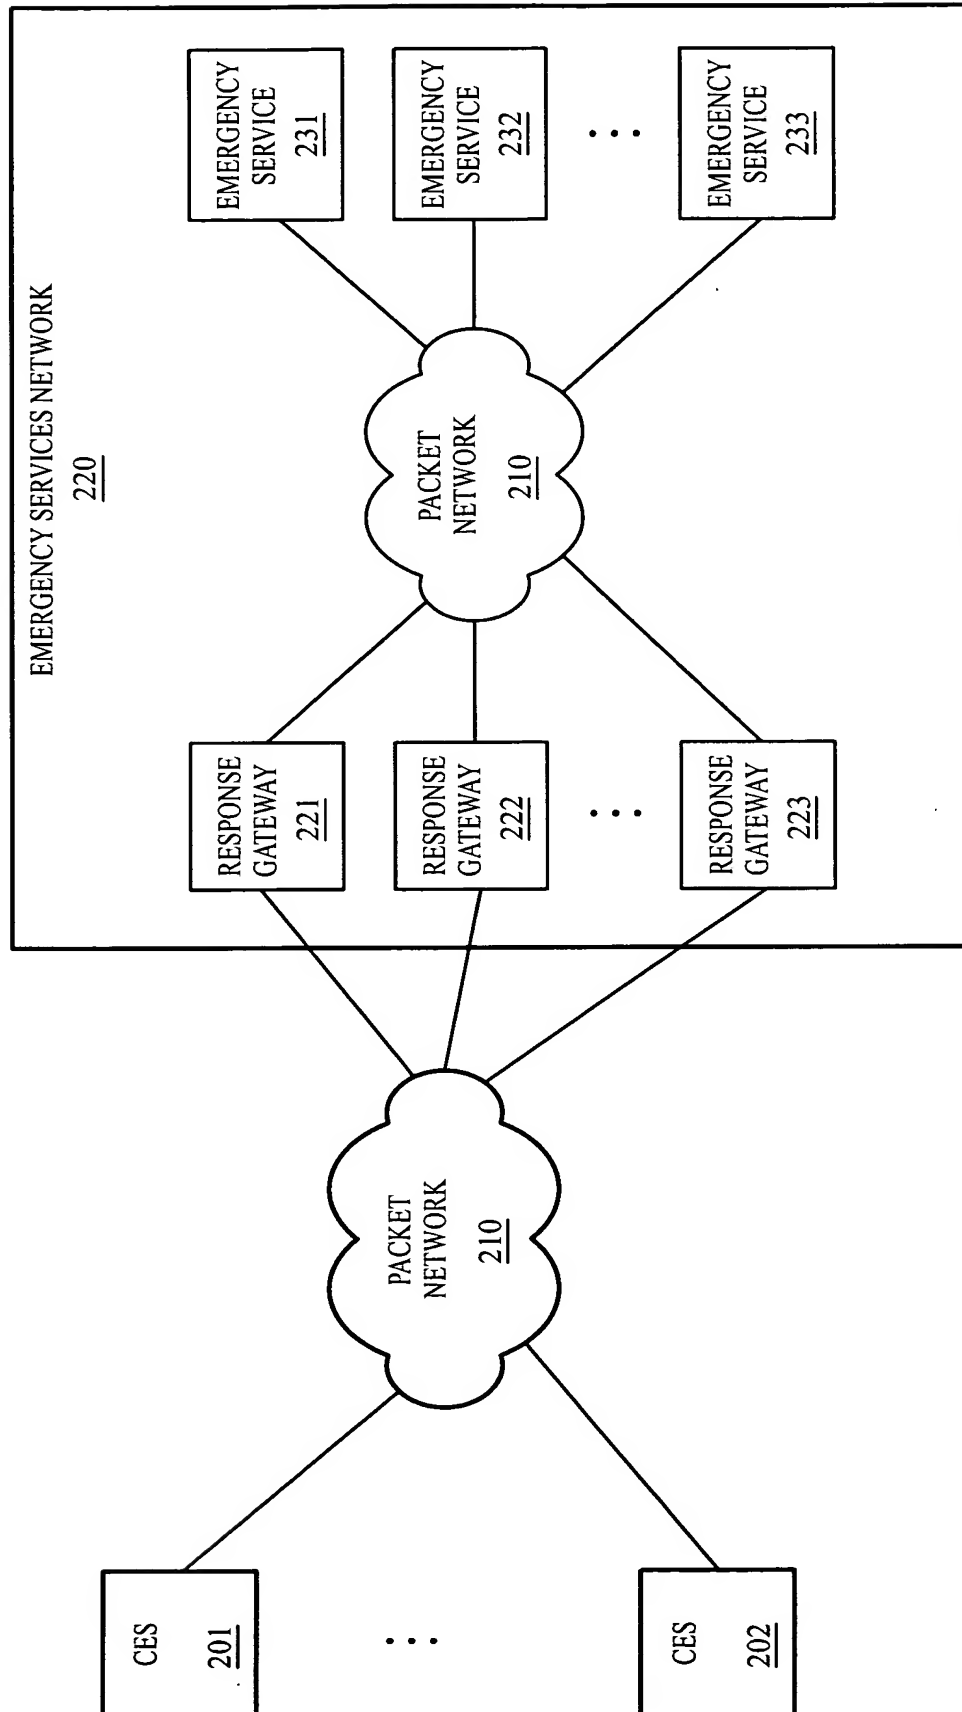 EMERGENCY SERVICES NETWORK
220
CES
201
CES
202
PACKET
NETWORK
210
RESPONSE
GATEWAY
221
RESPONSE
GATEWAY
222
RESPONSE
GATEWAY
223
PACKET
NETWORK
210
EMERGENCY
SERVICE
231
EMERGENCY
SERVICE
232
EMERGENCY
SERVICE
233